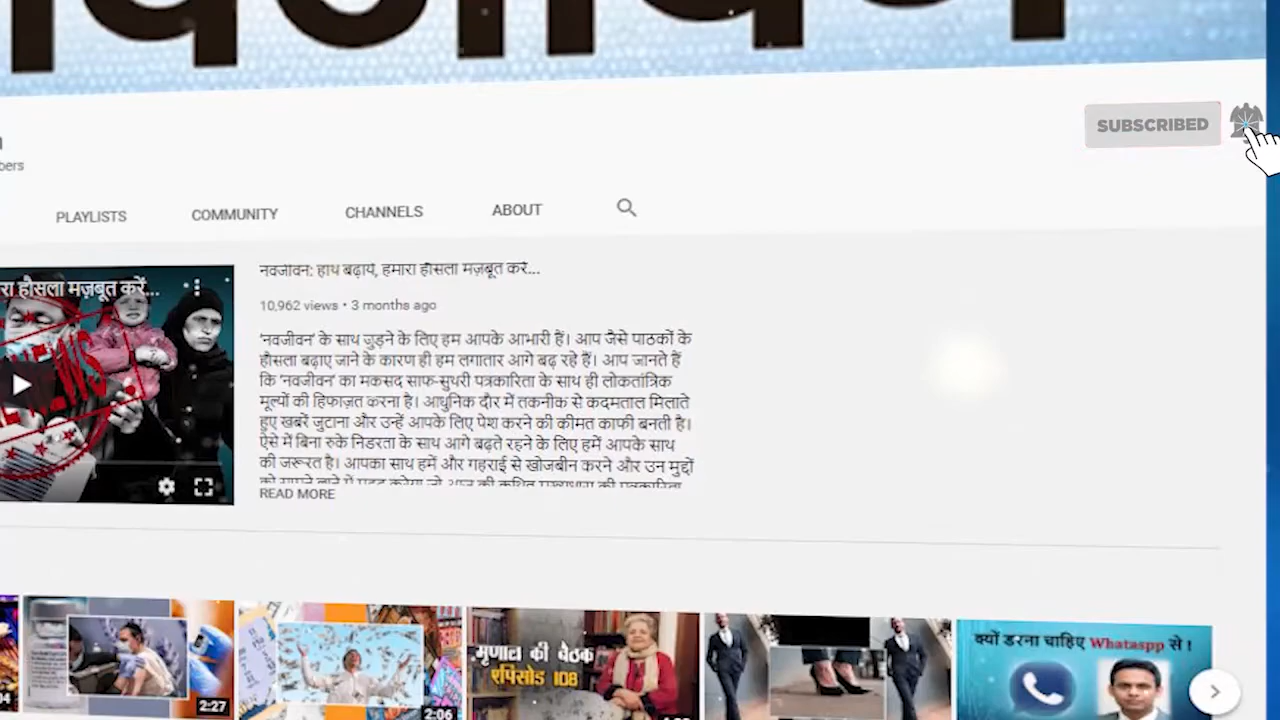 SUBSCRIBED
PLAYLISTS
COMMUNITY
CHANNELS
ABOUT
रा हौसला मज़बूत करें...
नवजीवन: हाथ बढ़ायें, हमारा हौसला मज़बूत करें...
10,962 views • 3 months ago
'नवजीवन' के साथ जुड़ने के लिए हम आपके आभारी हैं। आप जैसे पाठकों के
हौसला बढ़ाए जाने के कारण ही हम लगातार आगे बढ़ रहे हैं। आप जानते हैं
कि 'नवजीवन' का मकसद साफ-सुथरी पत्रकारिता के साथ ही लोकतांत्रिक
मूल्यों की हिफाज़त करना है। आधुनिक दौर में तकनीक से कदमताल मिलाते
हुए खबरें जुटाना और उन्हें आपके लिए पेश करने की कीमत काफी बनती है।
ऐसे में बिना रुके निडरता के साथ आगे बढ़ते रहने के लिए हमें आपके साथ
की जरूरत है। आपका साथ हमें और गहराई से खोजबीन करने और उन मुद्दों
READ MORE
2:27
2:06
मृणाल की बैठक
एपिसोड 108
क्यों डरना चाहिए Whataspp से !